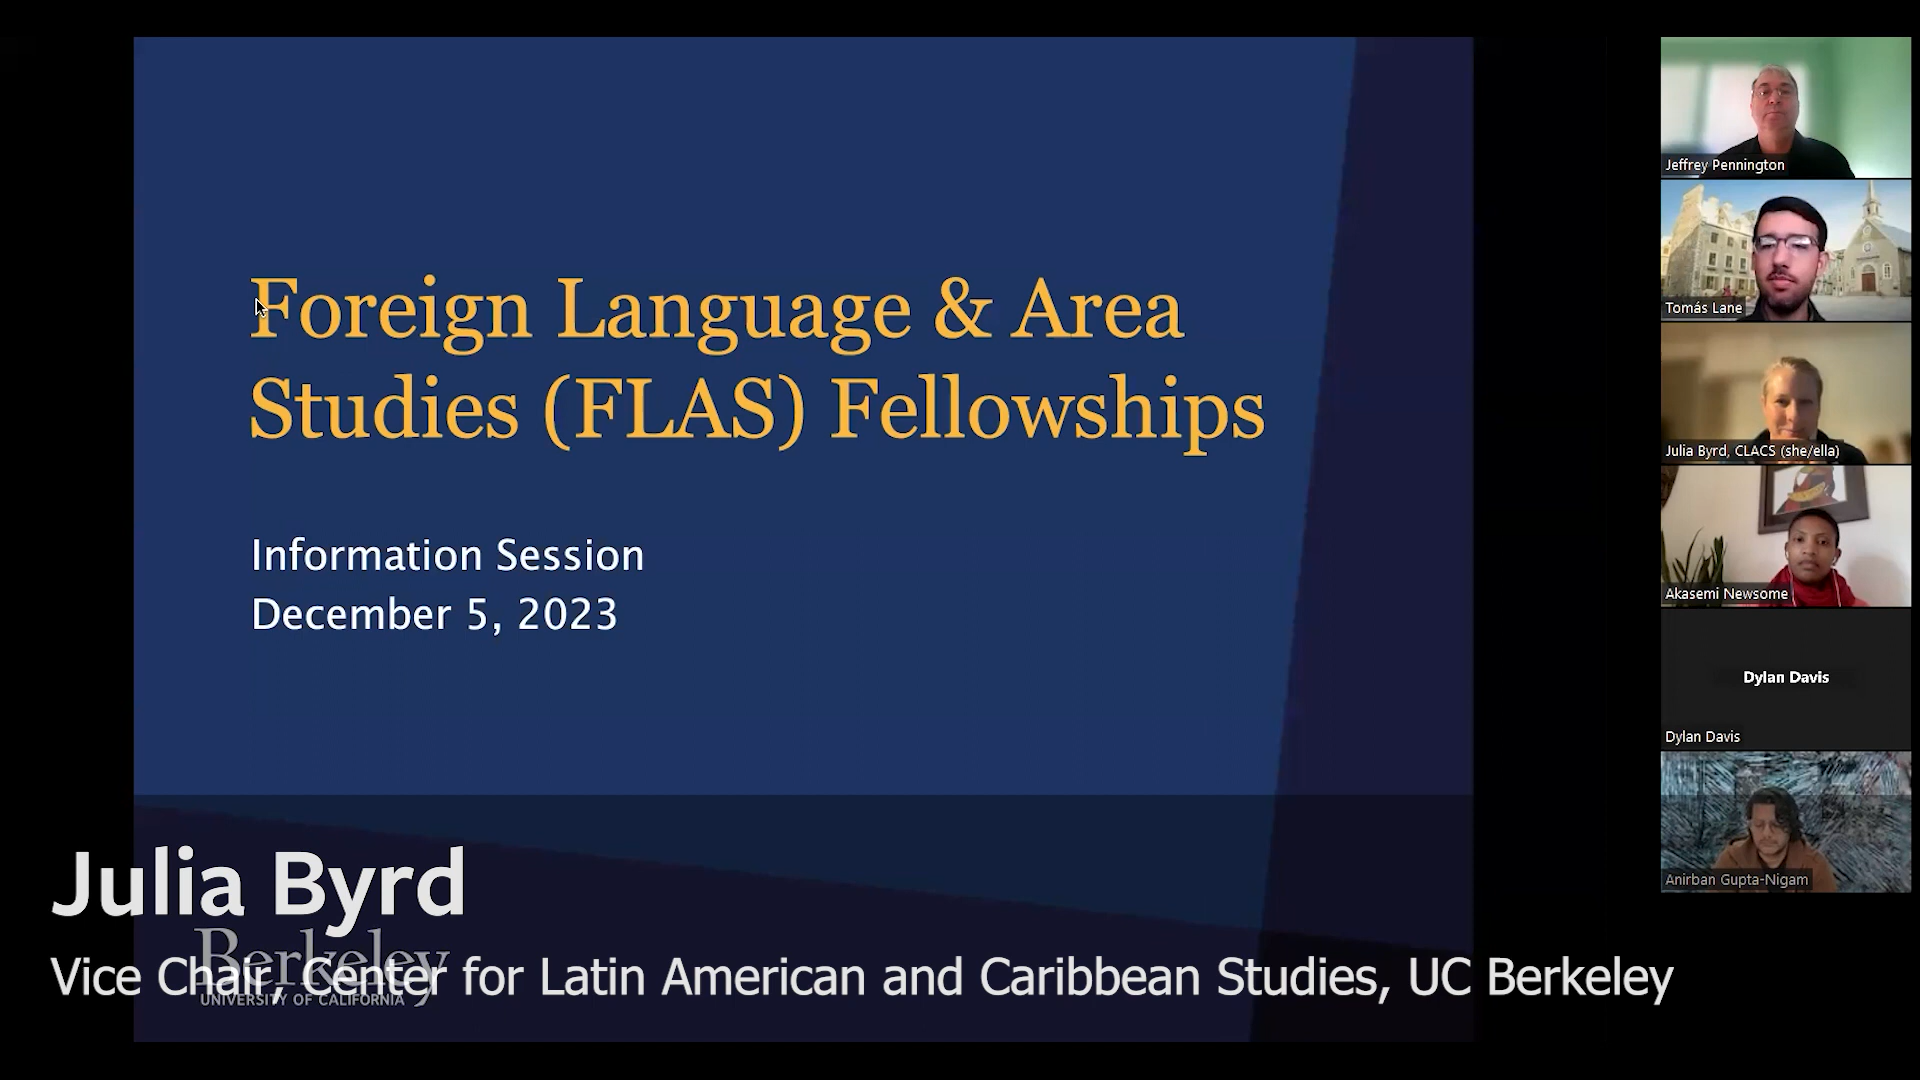 Foreign Language & Area
Studies (FLAS) Fellowships
Information Session
December 5, 2023
Julia Byrd
Vice Chair, Center for Latin American and Caribbean Studies, UC Berkeley
Berkeley
UNIVERSITY OF CALIFORNIA
Jeffrey Pennington
Tomás Lane
Julia Byrd, CLACS (she/ella)
Akasemi Newsome
Dylan Davis
Dylan Davis
Anirban Gupta-Nigam